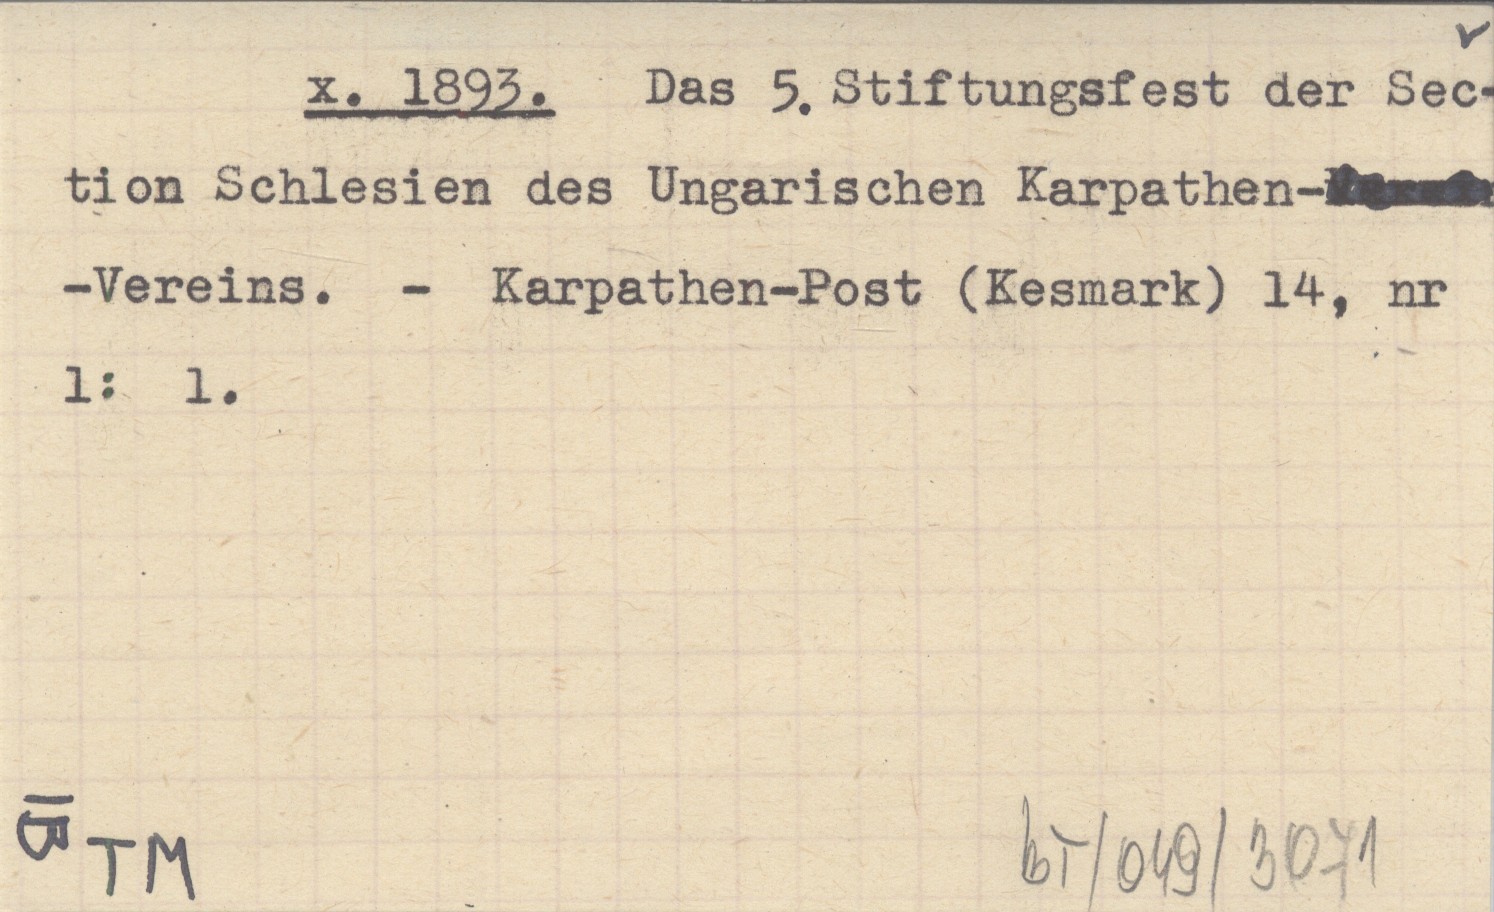 x. 1893. Das 5. Stiftungsfest der Sec-
tion Schlesien des Ungarischen Karpathen-
-Vereins. - Karpathen-Post (Kesmark) 14, nr
1: 1.
TM
BT/049/3071